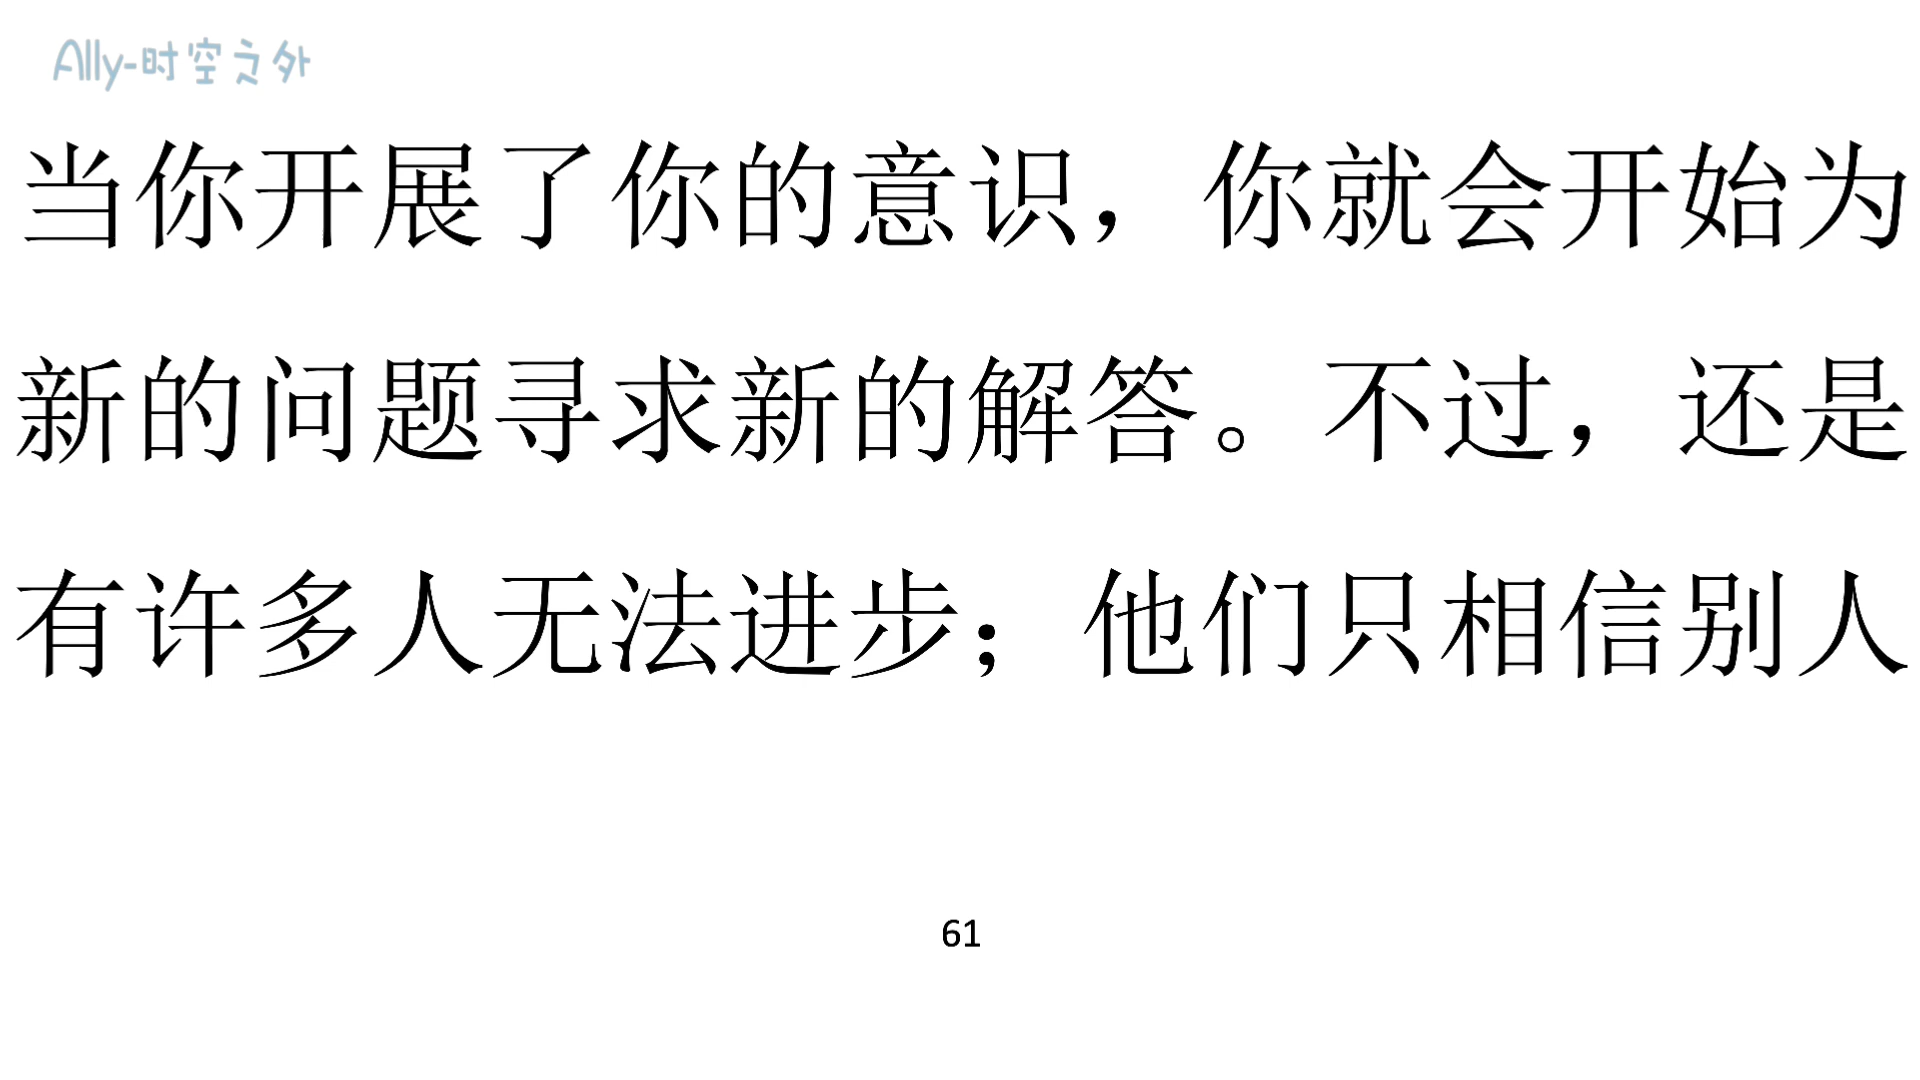 Ally-时空之外
当你开展了你的意识，你就会开始为
新的问题寻求新的解答。不过，还是
有许多人无法进步；他们只相信别人
61